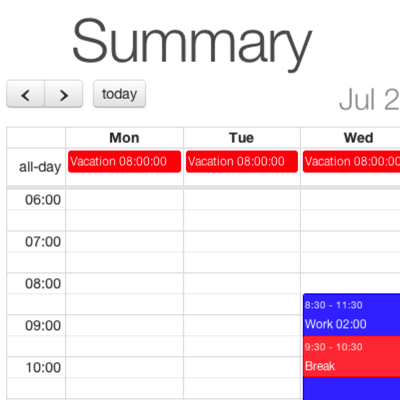 Summary
today
Jul 2
Mon Tue Wed
all-day Vacation 08:00:00 Vacation 08:00:00 Vacation 08:00:00
06:00
07:00
08:00
8:30 - 11:30
09:00 Work 02:00
9:30 - 10:30
10:00 Break